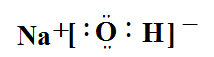 Na⁺[ :Ö̤ : H]⁻